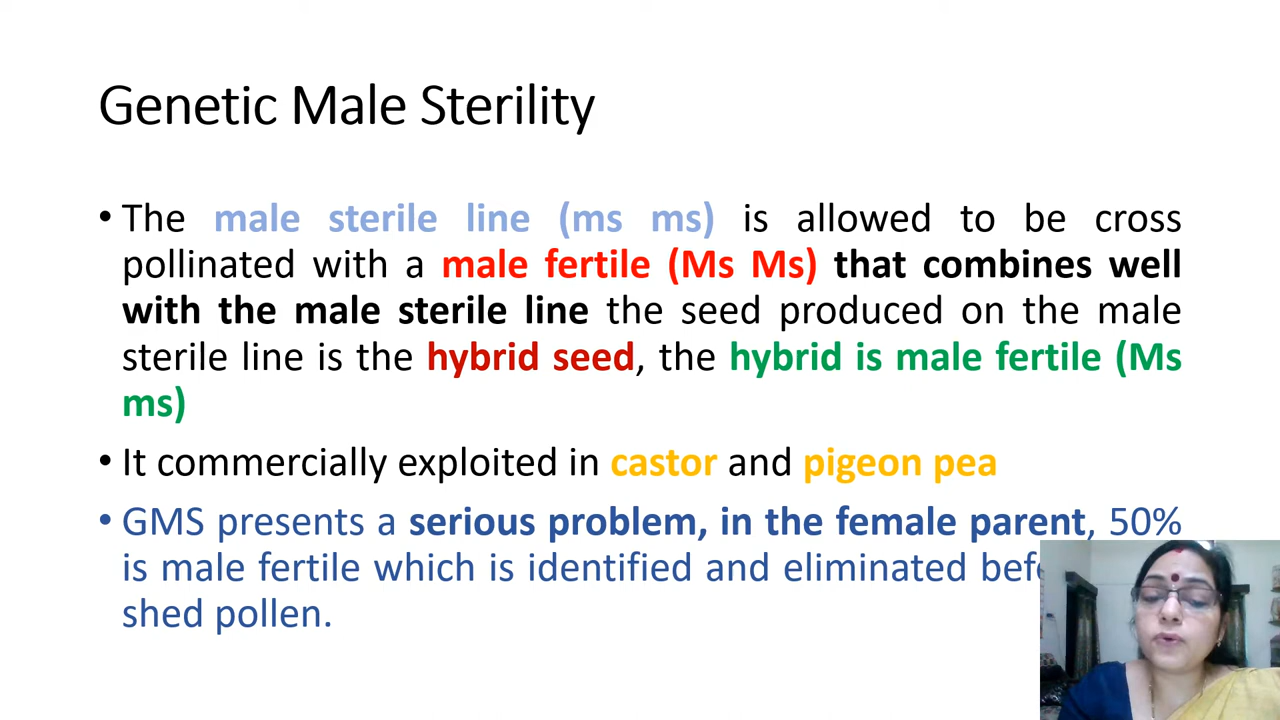 Genetic Male Sterility
• The male sterile line (ms ms) is allowed to be cross
pollinated with a male fertile (Ms Ms) that combines well
with the male sterile line the seed produced on the male
sterile line is the hybrid seed, the hybrid is male fertile (Ms
ms)
• It commercially exploited in castor and pigeon pea
• GMS presents a serious problem, in the female parent, 50%
is male fertile which is identified and eliminated
shed pollen.